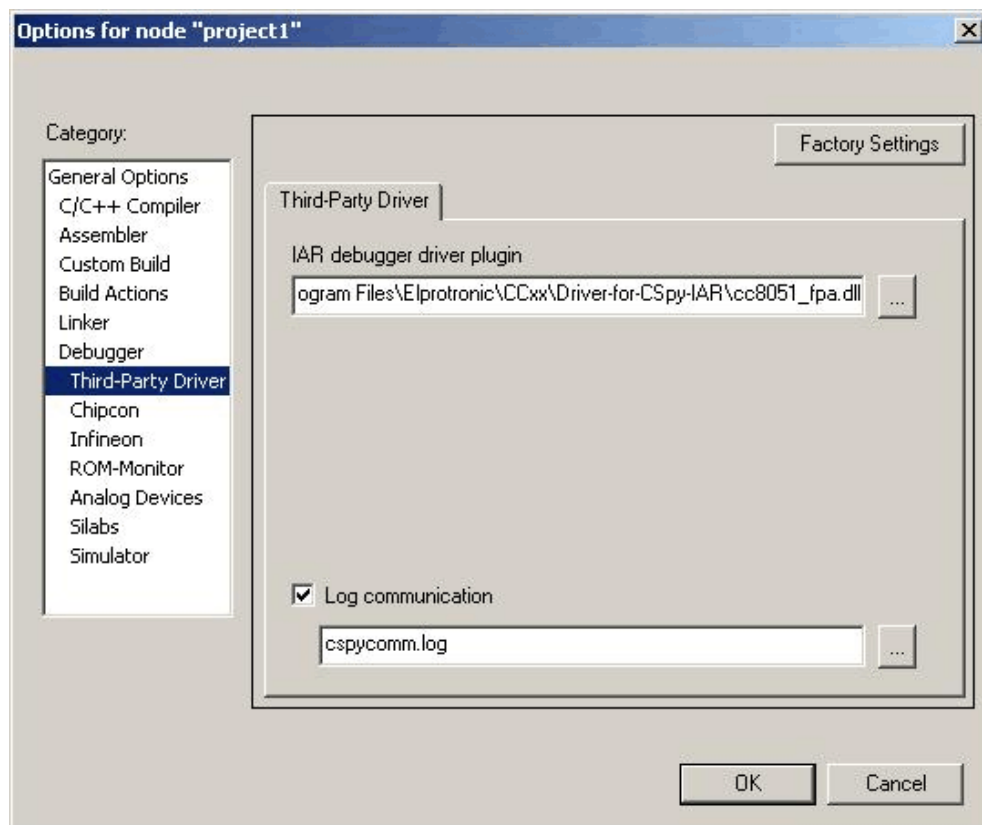 Options for node "project1"
Category:
General Options
C/C++ Compiler
Assembler
Custom Build
Build Actions
Linker
Debugger
Third-Party Driver
Chipcon
Infineon
ROM-Monitor
Analog Devices
Silabs
Simulator
Factory Settings
Third-Party Driver
IAR debugger driver plugin
ogram Files\Elprotronic\CCxx\Driver-for-CSpy-IAR\cc8051_fpa.dll
...
Log communication
cspycomm.log
...
OK
Cancel